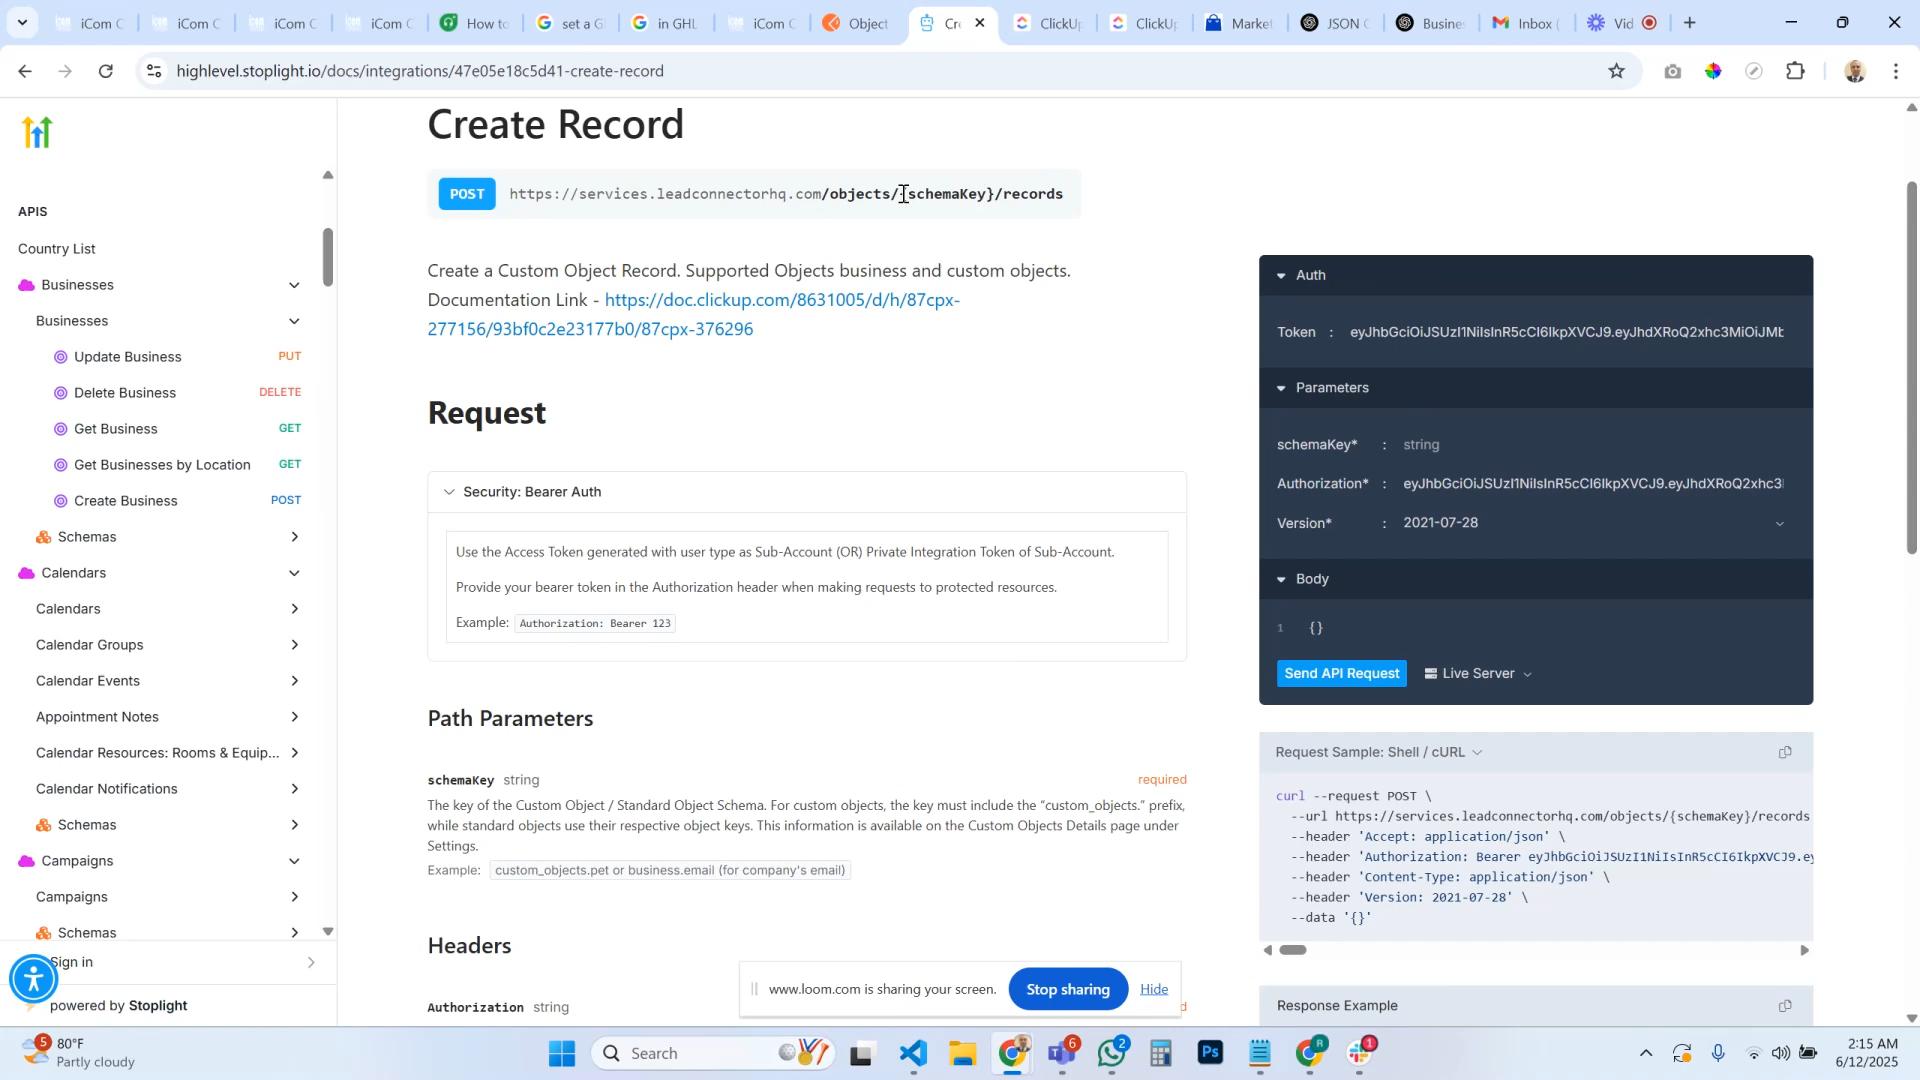 iCom C
iCom C
iCom C
iCom C
How to
set a G
in GHL
iCom C
Object
Cr
ClickUp
ClickUp
Market
JSON C
Busines
Inbox (
Vid
highlevel.stoplight.io/docs/integrations/47e05e18c5d41-create-record
APIS
Country List
Businesses
Businesses
Update Business PUT
Delete Business DELETE
Get Business GET
Get Businesses by Location GET
Create Business POST
Schemas
Calendars
Calendars
Calendar Groups
Calendar Events
Appointment Notes
Calendar Resources: Rooms & Equip...
Calendar Notifications
Schemas
Campaigns
Campaigns
Schemas
Sign in
powered by Stoplight
Create Record
POST https://services.leadconnectorhq.com/objects/{schemaKey}/records
Create a Custom Object Record. Supported Objects business and custom objects.
Documentation Link - https://doc.clickup.com/8631005/d/h/87cpx-
277156/93bf0c2e23177b0/87cpx-376296
Request
Security: Bearer Auth
Use the Access Token generated with user type as Sub-Account (OR) Private Integration Token of Sub-Account.
Provide your bearer token in the Authorization header when making requests to protected resources.
Example: Authorization: Bearer 123
Path Parameters
schemaKey string required
The key of the Custom Object / Standard Object Schema. For custom objects, the key must include the “custom_objects.” prefix,
while standard objects use their respective object keys. This information is available on the Custom Objects Details page under
Settings.
Example: custom_objects.pet or business.email (for company's email)
Headers
Authorization string
Auth
Token : eyJhbGciOiJSUzI1NiIsInR5cCI6IkpXVCJ9.eyJhdXRoQ2xhc3MiOiJMb
Parameters
schemaKey* : string
Authorization* : eyJhbGciOiJSUzI1NiIsInR5cCI6IkpXVCJ9.eyJhdXRoQ2xhc3
Version* : 2021-07-28
Body
1 {}
Send API Request Live Server
Request Sample: Shell / cURL
curl --request POST \
--url https://services.leadconnectorhq.com/objects/{schemaKey}/records
--header 'Accept: application/json' \
--header 'Authorization: Bearer eyJhbGciOiJSUzI1NiIsInR5cCI6IkpXVCJ9.ey
--header 'Content-Type: application/json' \
--header 'Version: 2021-07-28' \
--data '{}'
Response Example
www.loom.com is sharing your screen. Stop sharing Hide
5
80°F
Partly cloudy
Search
6
2
Ps
R
1
2:15 AM
6/12/2025